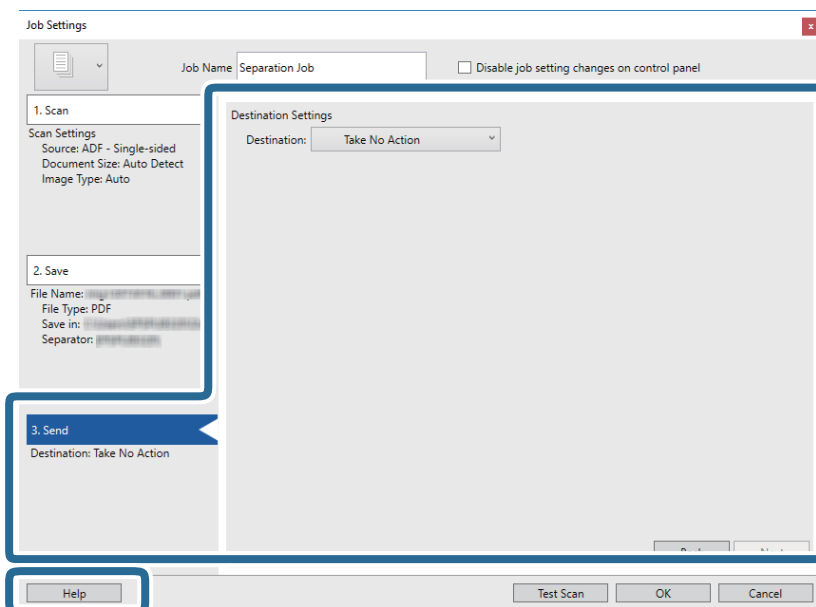 Job Settings
x
Job Name Separation Job
Disable job setting changes on control panel
1. Scan
Scan Settings
Source: ADF - Single-sided
Document Size: Auto Detect
Image Type: Auto
2. Save
File Name:
File Type: PDF
Save in:
Separator:
3. Send
Destination: Take No Action
Destination Settings
Destination: Take No Action
Help
Test Scan
OK
Cancel